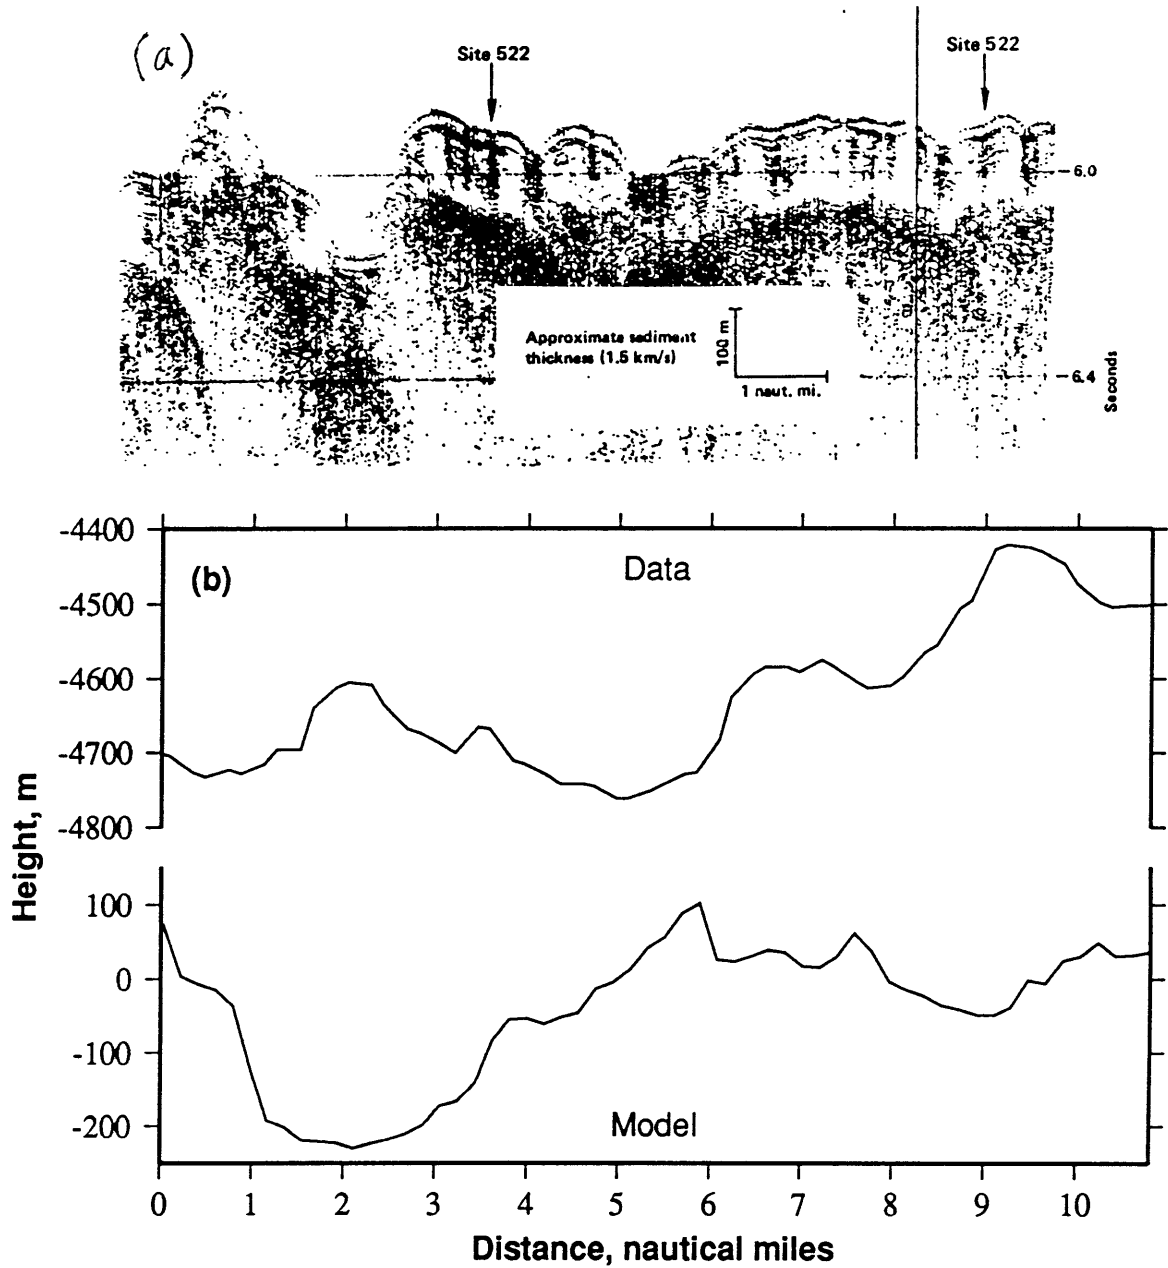 (a)
Site 522
Site 522
6.0
Approximate sediment
thickness (1.5 km/s)
100 m
1 naut. mi.
6.4
Seconds
-4400
(b)
Data
-4500
-4600
-4700
-4800
Height, m
100
0
-100
-200
Model
0 1 2 3 4 5 6 7 8 9 10
Distance, nautical miles